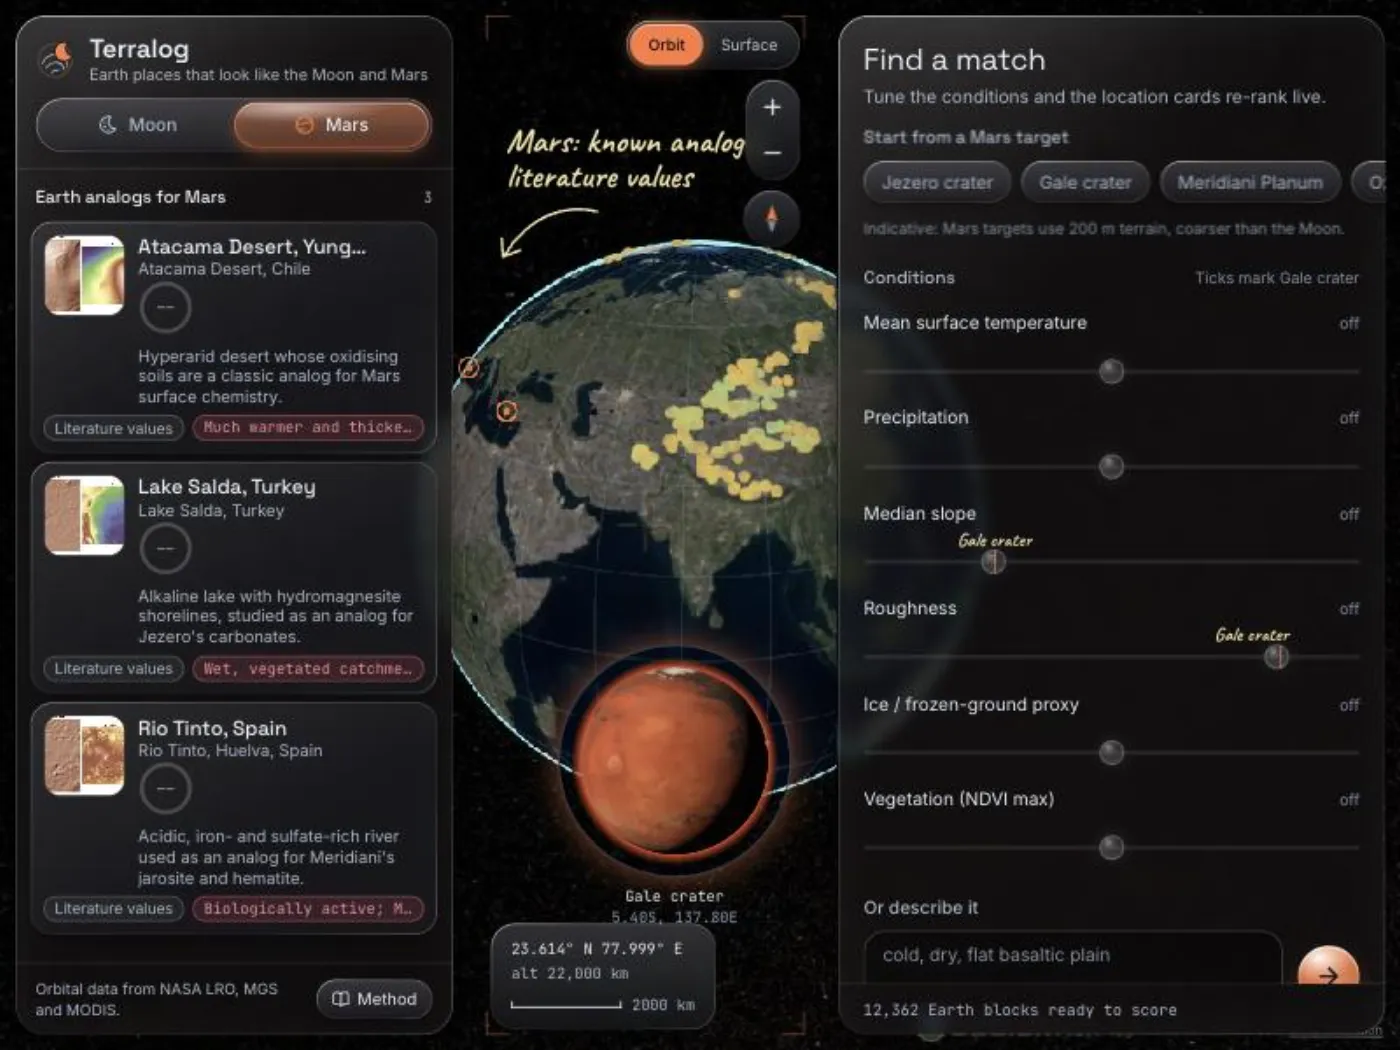 Terralog
Earth places that look like the Moon and Mars
Moon
Mars
Earth analogs for Mars
3
Atacama Desert, Yung...
Atacama Desert, Chile
--
Hyperarid desert whose oxidising
soils are a classic analog for Mars
surface chemistry.
Literature values
Much warmer and thicke…
Lake Salda, Turkey
Lake Salda, Turkey
--
Alkaline lake with hydromagnesite
shorelines, studied as an analog for
Jezero's carbonates.
Literature values
Wet, vegetated catchme…
Rio Tinto, Spain
Rio Tinto, Huelva, Spain
--
Acidic, iron- and sulfate-rich river
used as an analog for Meridiani's
jarosite and hematite.
Literature values
Biologically active; M…
Orbital data from NASA LRO, MGS
and MODIS.
Method
Orbit
Surface
+
−
Mars: known analog
literature values
Gale crater
5.40S, 137.80E
23.614° N 77.999° E
alt 22,000 km
2000 km
Find a match
Tune the conditions and the location cards re-rank live.
Start from a Mars target
Jezero crater
Gale crater
Meridiani Planum
Indicative: Mars targets use 200 m terrain, coarser than the Moon.
Conditions
Ticks mark Gale crater
Mean surface temperature
off
Precipitation
off
Median slope
off
Gale crater
Roughness
off
Gale crater
Ice / frozen-ground proxy
off
Vegetation (NDVI max)
off
Or describe it
cold, dry, flat basaltic plain
12,362 Earth blocks ready to score